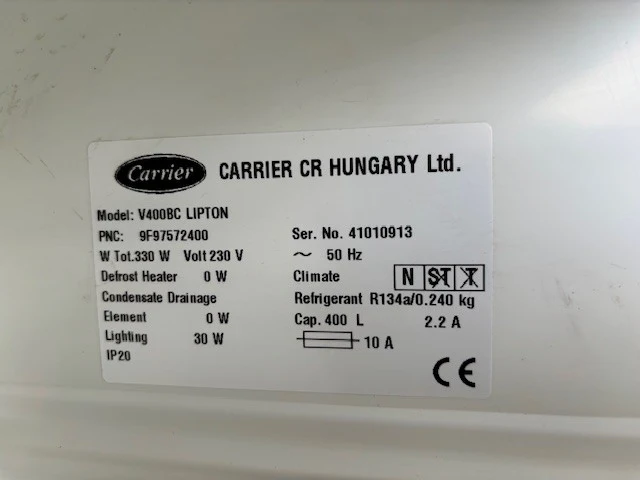 Carrier CARRIER CR HUNGARY Ltd.
Model: V400BC LIPTON
PNC: 9F97572400 Ser. No. 41010913
W Tot.330 W Volt 230 V ~ 50 Hz
Defrost Heater 0 W Climate N ST T
Condensate Drainage Refrigerant R134a/0.240 kg
Element 0 W Cap. 400 L 2.2 A
Lighting 30 W 10 A
IP20
CE